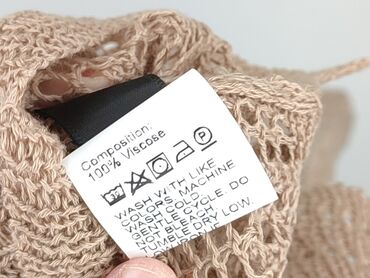 Composition:
100% Viscose
WASH WITH LIKE
COLORS. MACHINE
WASH COLD.
GENTLE CYCLE. DO
NOT BLEACH.
TUMBLE DRY LOW.